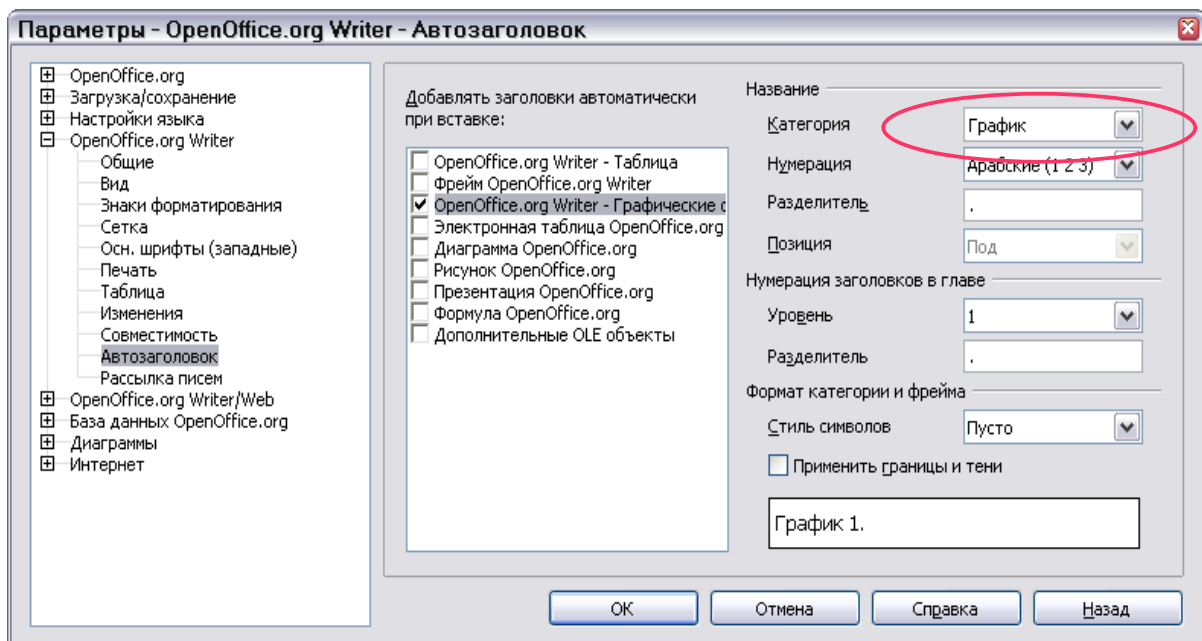 Параметры - OpenOffice.org Writer - Автозаголовок
OpenOffice.org
Загрузка/сохранение
Настройки языка
OpenOffice.org Writer
Общие
Вид
Знаки форматирования
Сетка
Осн. шрифты (западные)
Печать
Таблица
Изменения
Совместимость
Автозаголовок
Рассылка писем
OpenOffice.org Writer/Web
База данных OpenOffice.org
Диаграммы
Интернет
Добавлять заголовки автоматически
при вставке:
OpenOffice.org Writer - Таблица
Фрейм OpenOffice.org Writer
OpenOffice.org Writer - Графические о
Электронная таблица OpenOffice.org
Диаграмма OpenOffice.org
Рисунок OpenOffice.org
Презентация OpenOffice.org
Формула OpenOffice.org
Дополнительные OLE объекты
Название
Категория График
Нумерация Арабские (1 2 3)
Разделитель .
Позиция Под
Нумерация заголовков в главе
Уровень 1
Разделитель .
Формат категории и фрейма
Стиль символов Пусто
Применить границы и тени
График 1.
ОК Отмена Справка Назад